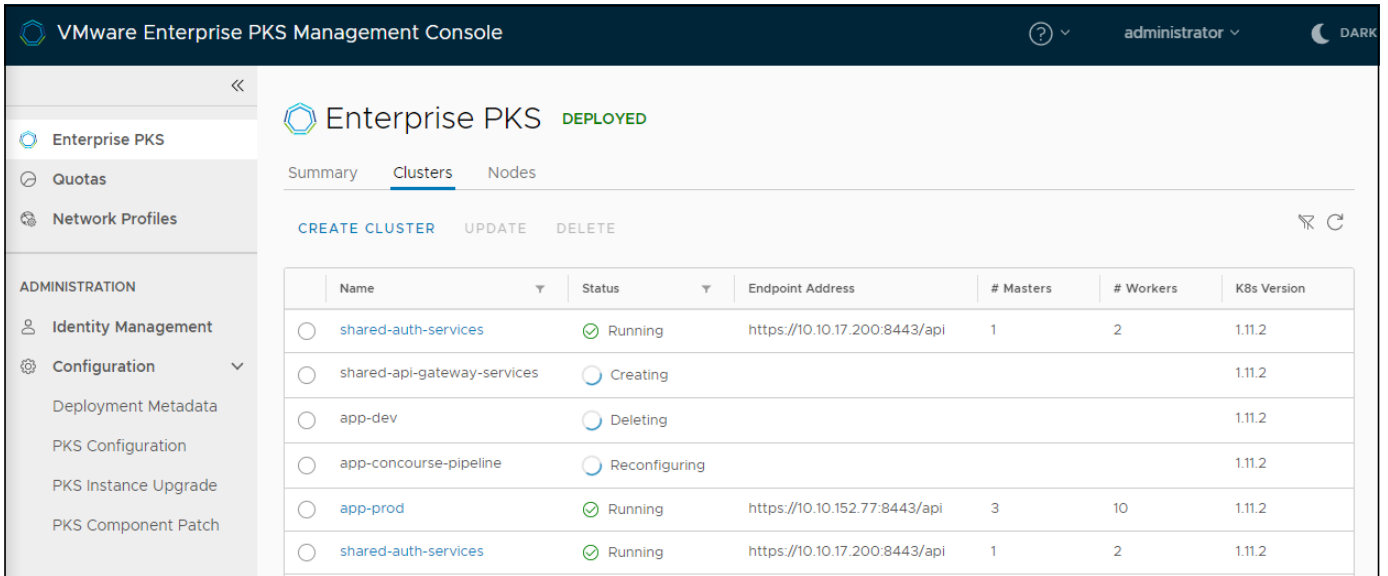 VMware Enterprise PKS Management Console
?
administrator
DARK
Enterprise PKS
Quotas
Network Profiles
ADMINISTRATION
Identity Management
Configuration
Deployment Metadata
PKS Configuration
PKS Instance Upgrade
PKS Component Patch
Enterprise PKS DEPLOYED
Summary Clusters Nodes
CREATE CLUSTER UPDATE DELETE
Name Status Endpoint Address # Masters # Workers K8s Version
shared-auth-services Running https://10.10.17.200:8443/api 1 2 1.11.2
shared-api-gateway-services Creating 1.11.2
app-dev Deleting 1.11.2
app-concourse-pipeline Reconfiguring 1.11.2
app-prod Running https://10.10.152.77:8443/api 3 10 1.11.2
shared-auth-services Running https://10.10.17.200:8443/api 1 2 1.11.2